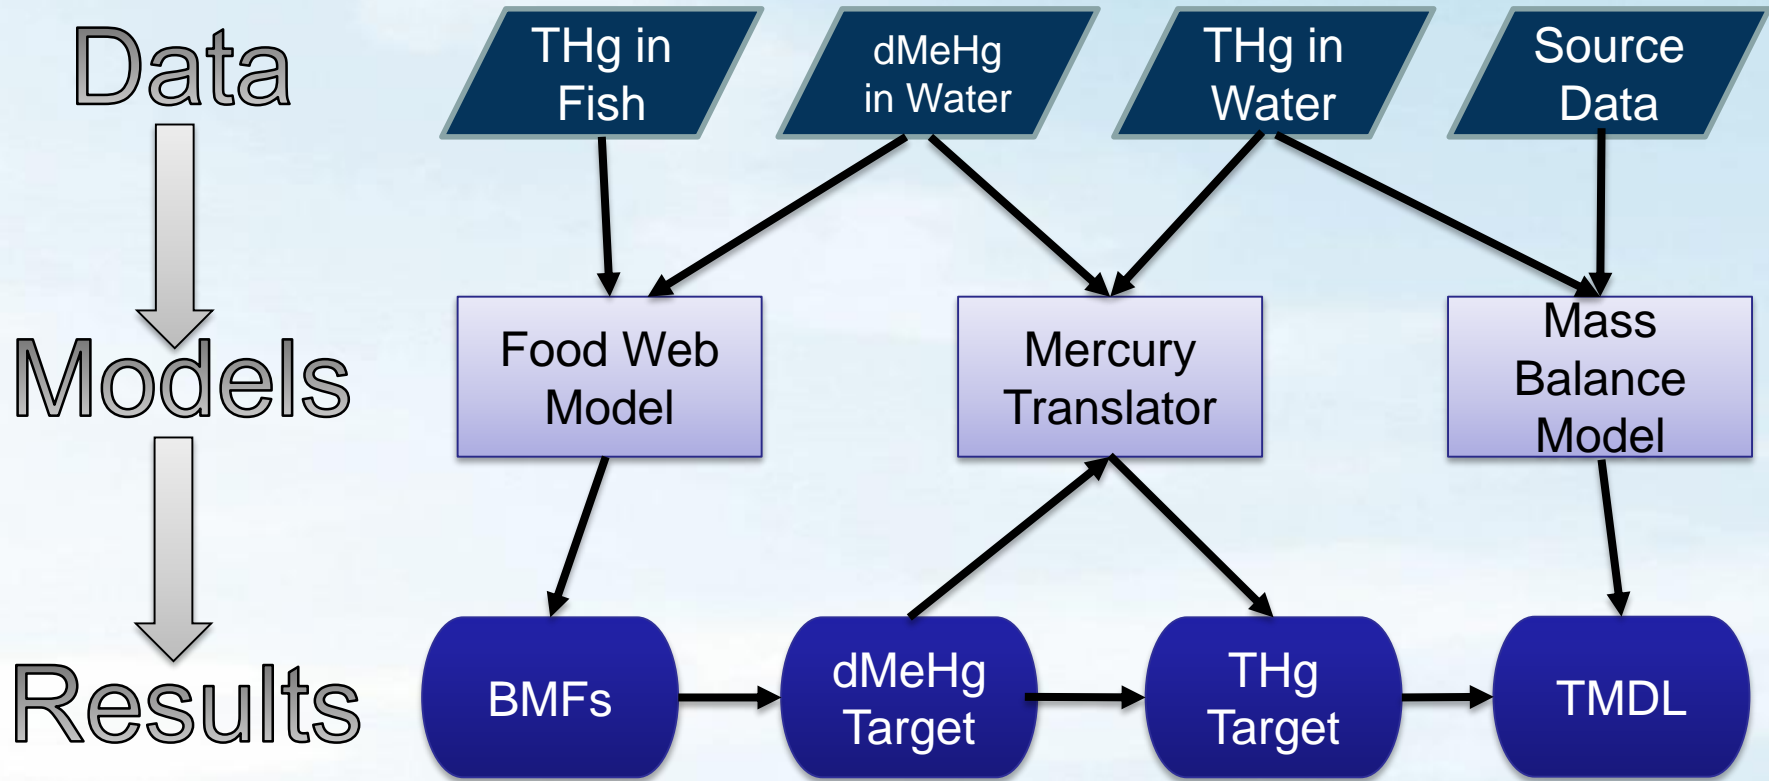 Data
THg in
Fish
dMeHg
in Water
THg in
Water
Source
Data
Models
Food Web
Model
Mercury
Translator
Mass
Balance
Model
Results
BMFs
dMeHg
Target
THg
Target
TMDL